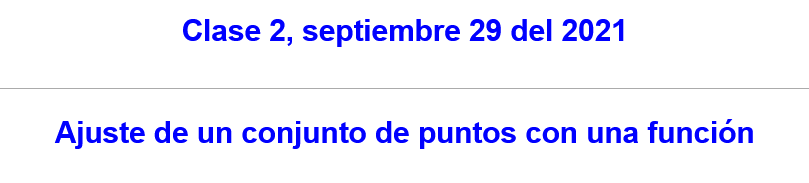 Clase 2, septiembre 29 del 2021
Ajuste de un conjunto de puntos con una función